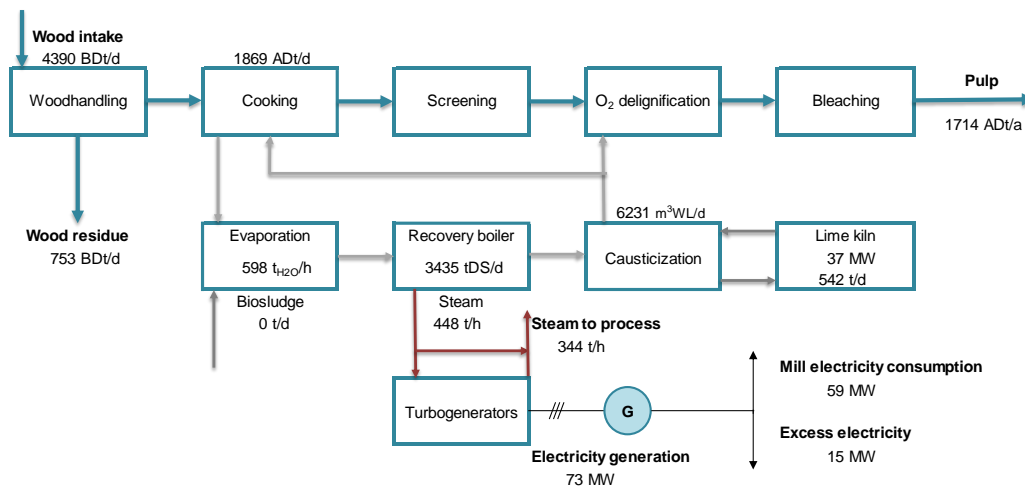 Wood intake
4390 BDt/d
1869 ADt/d
Woodhandling
Cooking
Screening
O₂ delignification
Bleaching
Pulp
1714 ADt/a
Wood residue
753 BDt/d
6231 m³WL/d
Evaporation
598 tH2O/h
Recovery boiler
3435 tDS/d
Causticization
Lime kiln
37 MW
542 t/d
Biosludge
0 t/d
Steam
448 t/h
Steam to process
344 t/h
Turbogenerators
G
Electricity generation
73 MW
Mill electricity consumption
59 MW
Excess electricity
15 MW